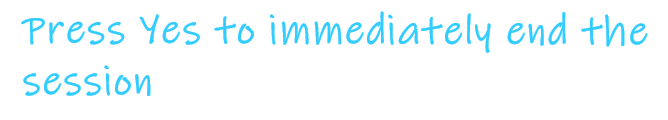 Press Yes to immediately end the
session